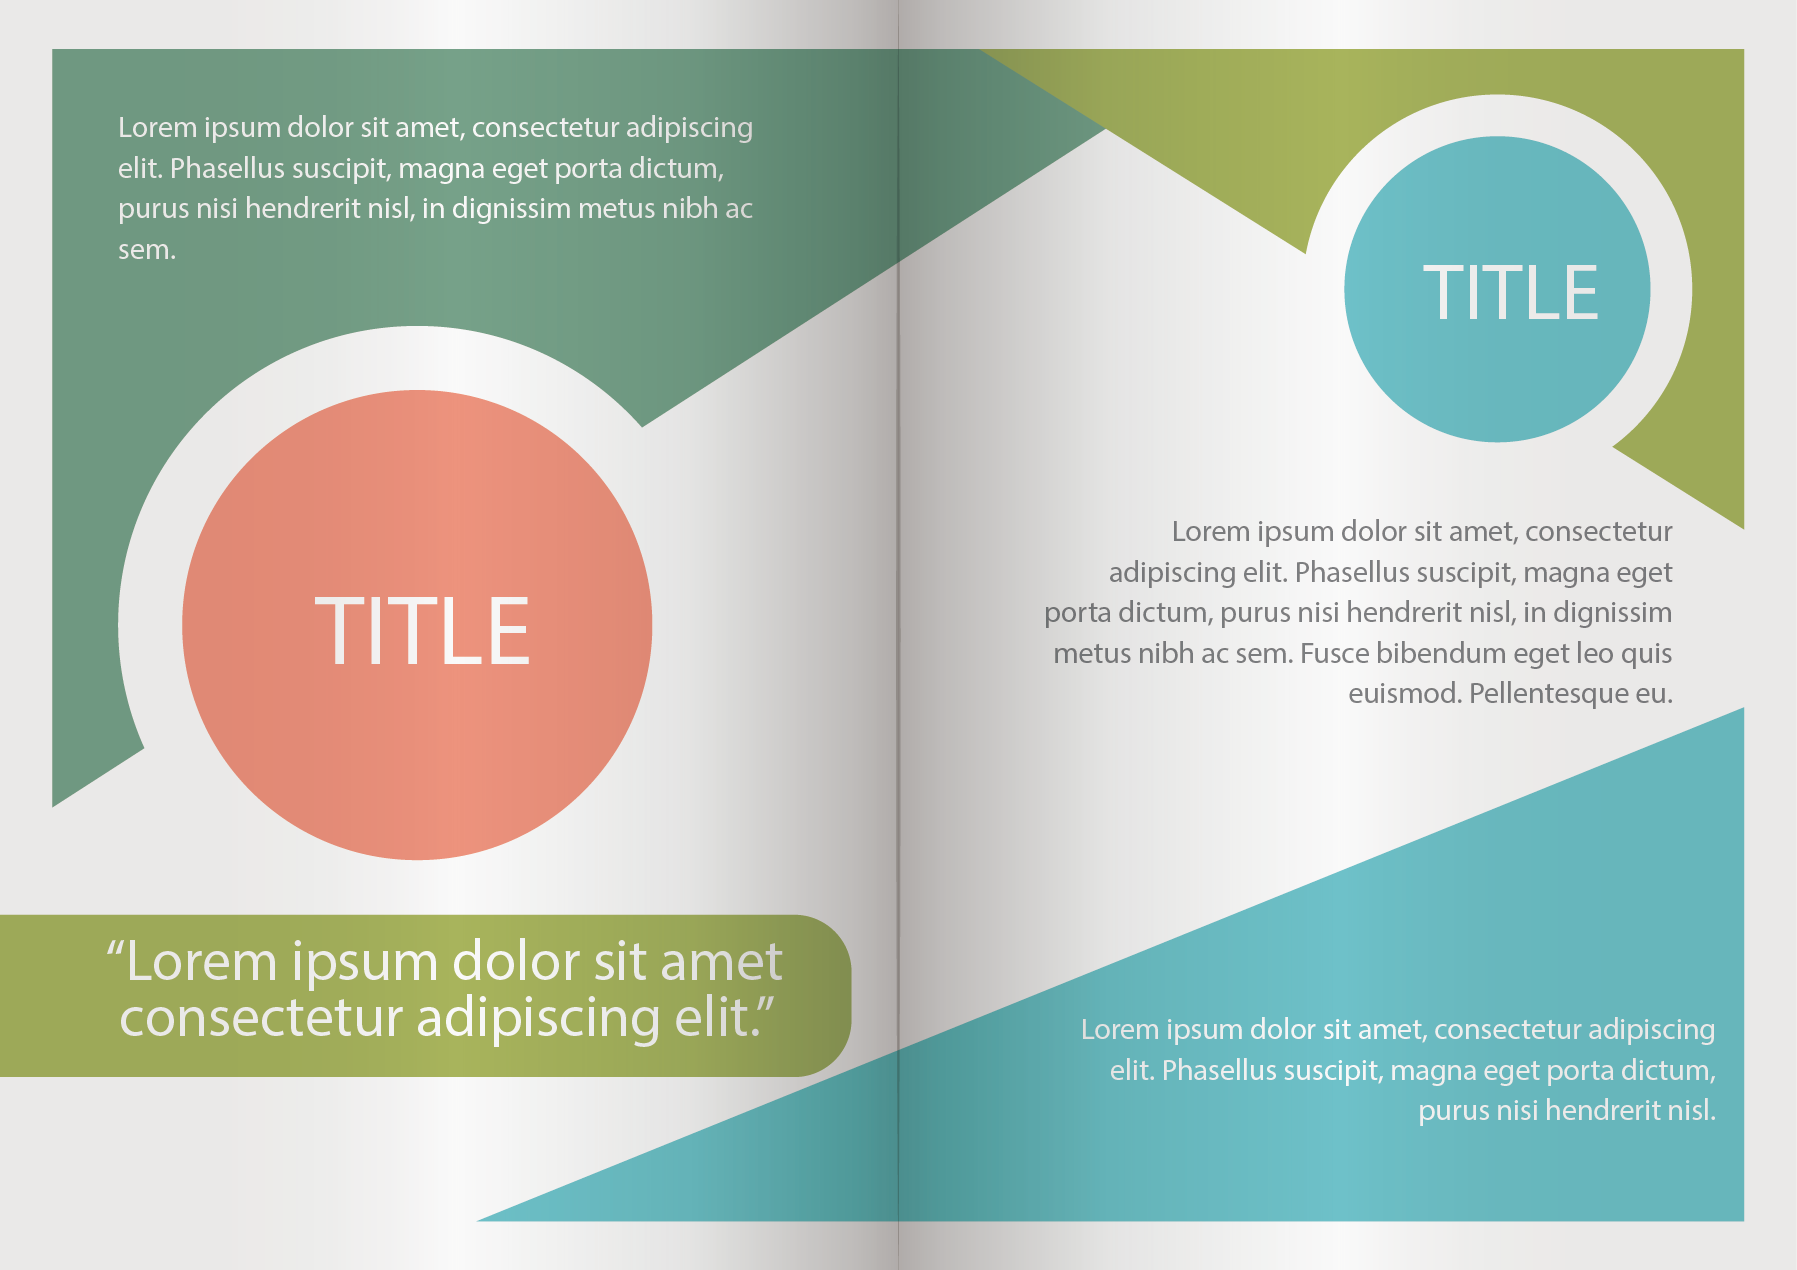 Lorem ipsum dolor sit amet, consectetur adipiscing
elit. Phasellus suscipit, magna eget porta dictum,
purus nisi hendrerit nisl, in dignissim metus nibh ac
sem.
TITLE
“Lorem ipsum dolor sit amet
consectetur adipiscing elit.”
TITLE
Lorem ipsum dolor sit amet, consectetur
adipiscing elit. Phasellus suscipit, magna eget
porta dictum, purus nisi hendrerit nisl, in dignissim
metus nibh ac sem. Fusce bibendum eget leo quis
euismod. Pellentesque eu.
Lorem ipsum dolor sit amet, consectetur adipiscing
elit. Phasellus suscipit, magna eget porta dictum,
purus nisi hendrerit nisl.